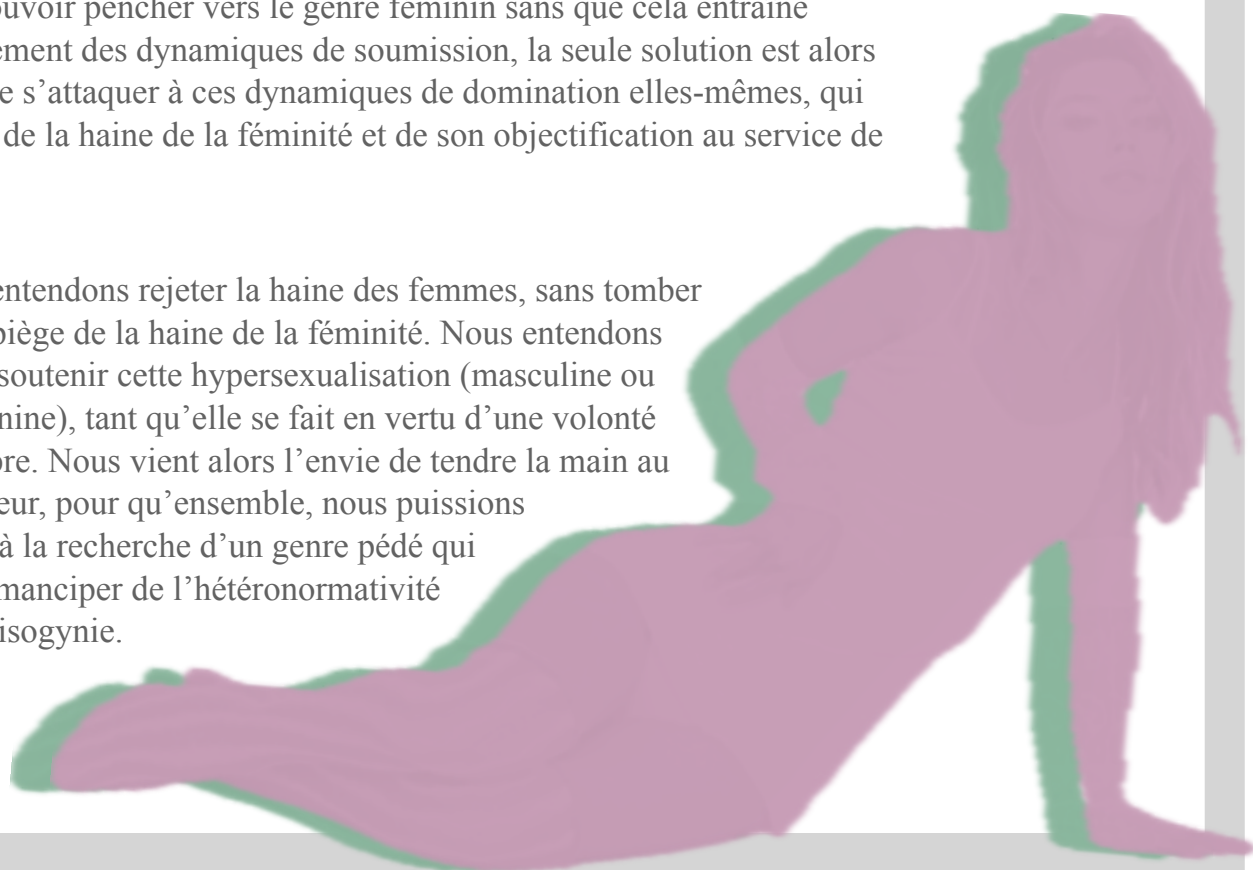 uvoir pencher vers le genre féminin sans que cela entraîne
ement des dynamiques de soumission, la seule solution est alors
e s’attaquer à ces dynamiques de domination elles-mêmes, qui
de la haine de la féminité et de son objectification au service de
entendons rejeter la haine des femmes, sans tomber
piège de la haine de la féminité. Nous entendons
soutenir cette hypersexualisation (masculine ou
nine), tant qu’elle se fait en vertu d’une volonté
bre. Nous vient alors l’envie de tendre la main au
eur, pour qu’ensemble, nous puissions
à la recherche d’un genre pédé qui
manciper de l’hétéronormativité
isogynie.